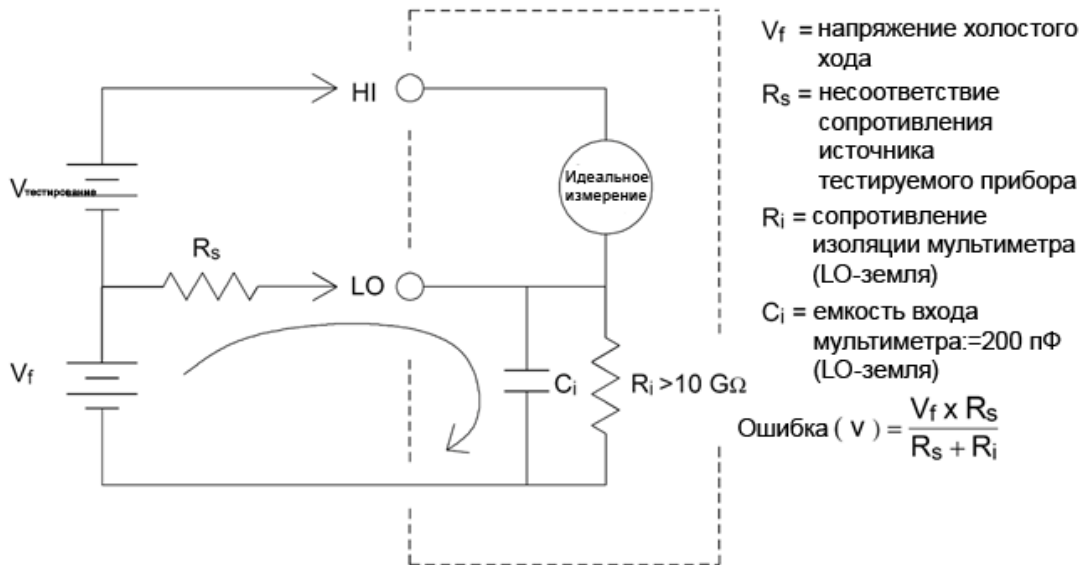 HI
Vтестирование
Идеальное
измерение
Rs
LO
Vf
Ci
Ri >10 GΩ
Vf = напряжение холостого
хода
Rs = несоответствие
сопротивления
источника
тестируемого прибора
Ri = сопротивление
изоляции мультиметра
(LO-земля)
Ci = емкость входа
мультиметра:=200 пФ
(LO-земля)
Ошибка ( v ) = Vf x Rs
Rs + Ri